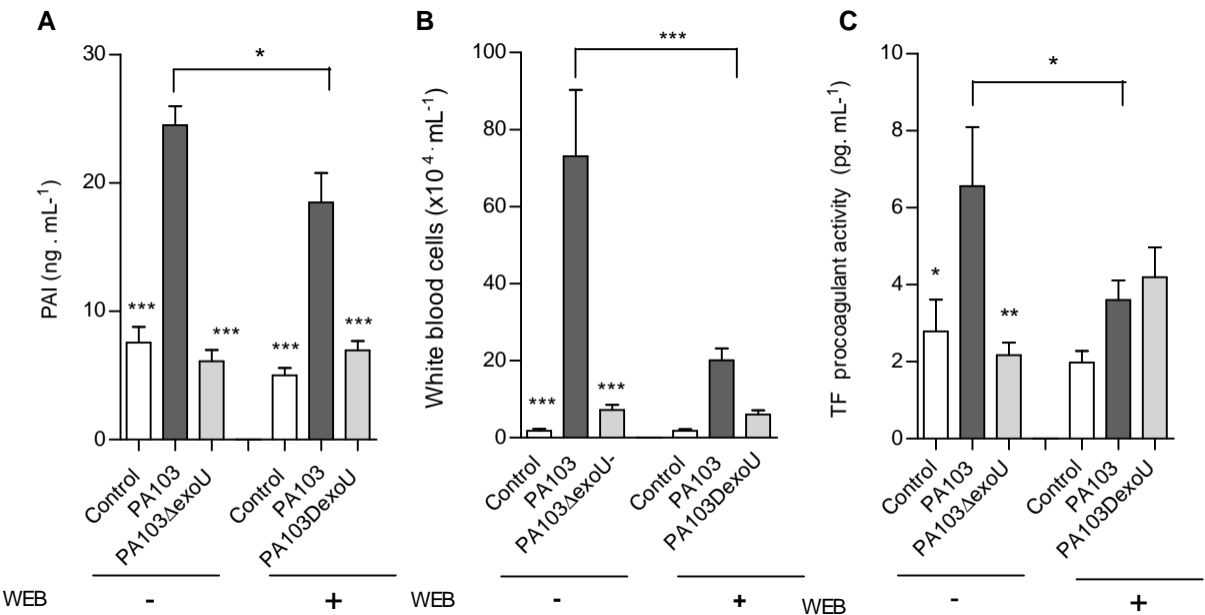 A
PAI (ng . mL-1)
30
20
10
0
*
***
***
***
***
Control
PA103
PA103ΔexoU
Control
PA103
PA103DexoU
WEB
-
+
B
White blood cells (x10 4 . mL-1)
100
80
60
40
20
0
***
***
***
Control
PA103
PA103ΔexoU-
Control
PA103
PA103DexoU
WEB
-
+
C
TF procoagulant activity (pg. mL-1)
10
8
6
4
2
0
*
*
**
Control
PA103
PA103ΔexoU
Control
PA103
PA103DexoU
WEB
-
+